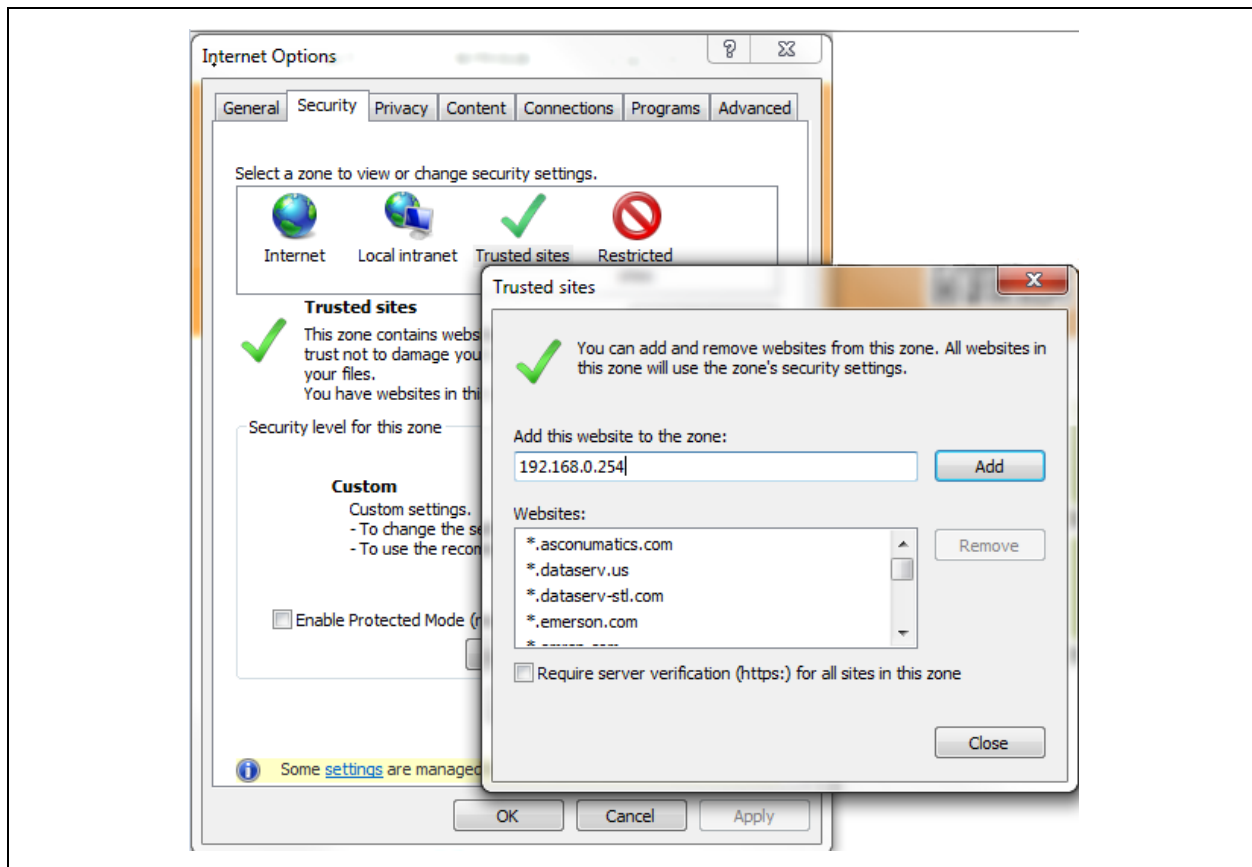 Internet Options
General Security Privacy Content Connections Programs Advanced
Select a zone to view or change security settings.
Internet Local intranet Trusted sites Restricted
Trusted sites
This zone contains webs
trust not to damage you
your files.
You have websites in thi
Security level for this zone
Custom
Custom settings.
- To change the se
- To use the recom
Enable Protected Mode (r
Some settings are managed
OK Cancel Apply
Trusted sites
You can add and remove websites from this zone. All websites in
this zone will use the zone's security settings.
Add this website to the zone:
192.168.0.254 Add
Websites:
*.asconumatics.com
*.dataserv.us
*.dataserv-stl.com
*.emerson.com
Remove
Require server verification (https:) for all sites in this zone
Close